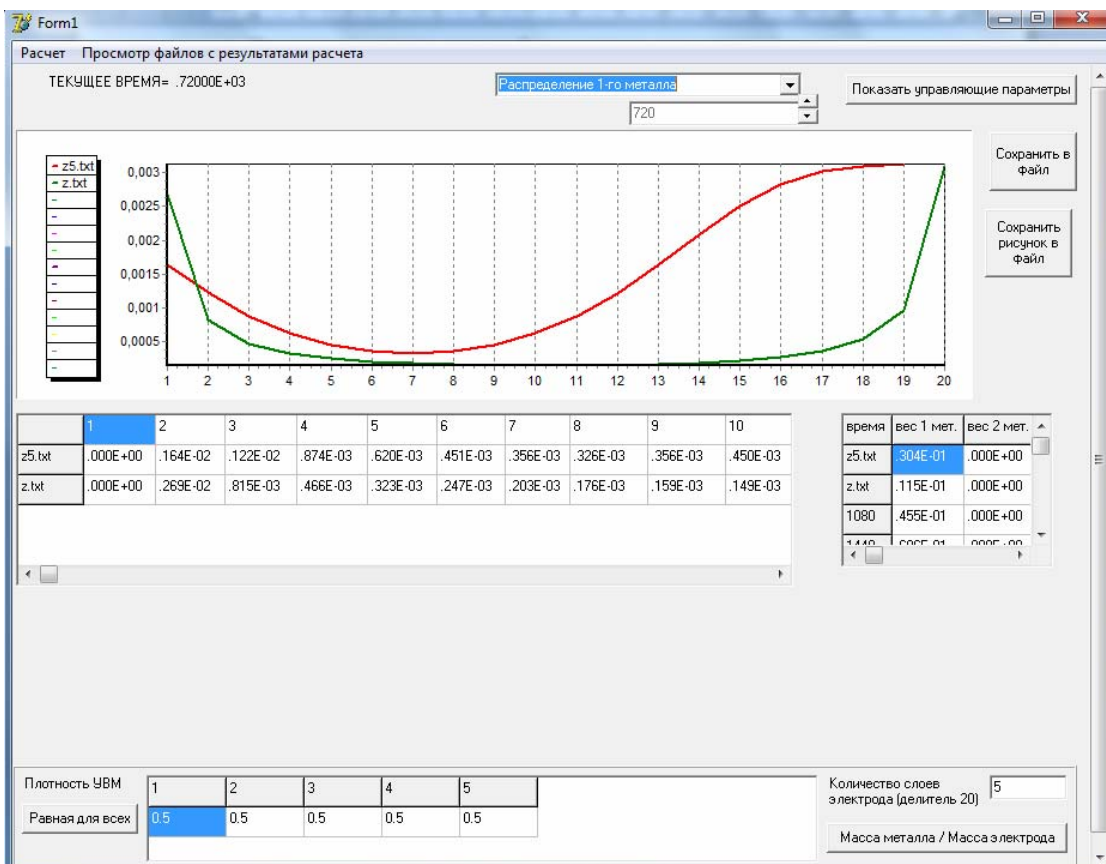 Form1
Расчет Просмотр файлов с результатами расчета
ТЕКУЩЕЕ ВРЕМЯ= .72000E+03
Распределение 1-го металла
720
Показать управляющие параметры
Сохранить в файл
Сохранить рисунок в файл
z5.txt
z.txt
0,003
0,0025
0,002
0,0015
0,001
0,0005
1 2 3 4 5 6 7 8 9 10 11 12 13 14 15 16 17 18 19 20
1 2 3 4 5 6 7 8 9 10
z5.txt .000E+00 .164E-02 .122E-02 .874E-03 .620E-03 .451E-03 .356E-03 .326E-03 .356E-03 .450E-03
z.txt .000E+00 .269E-02 .815E-03 .466E-03 .323E-03 .247E-03 .203E-03 .176E-03 .159E-03 .149E-03
время вес 1 мет. вес 2 мет.
z5.txt .304E-01 .000E+00
z.txt .115E-01 .000E+00
1080 .455E-01 .000E+00
Плотность УВМ
Равная для всех
1 2 3 4 5
0.5 0.5 0.5 0.5 0.5
Количество слоев
электрода (делитель 20)
5
Масса металла / Масса электрода